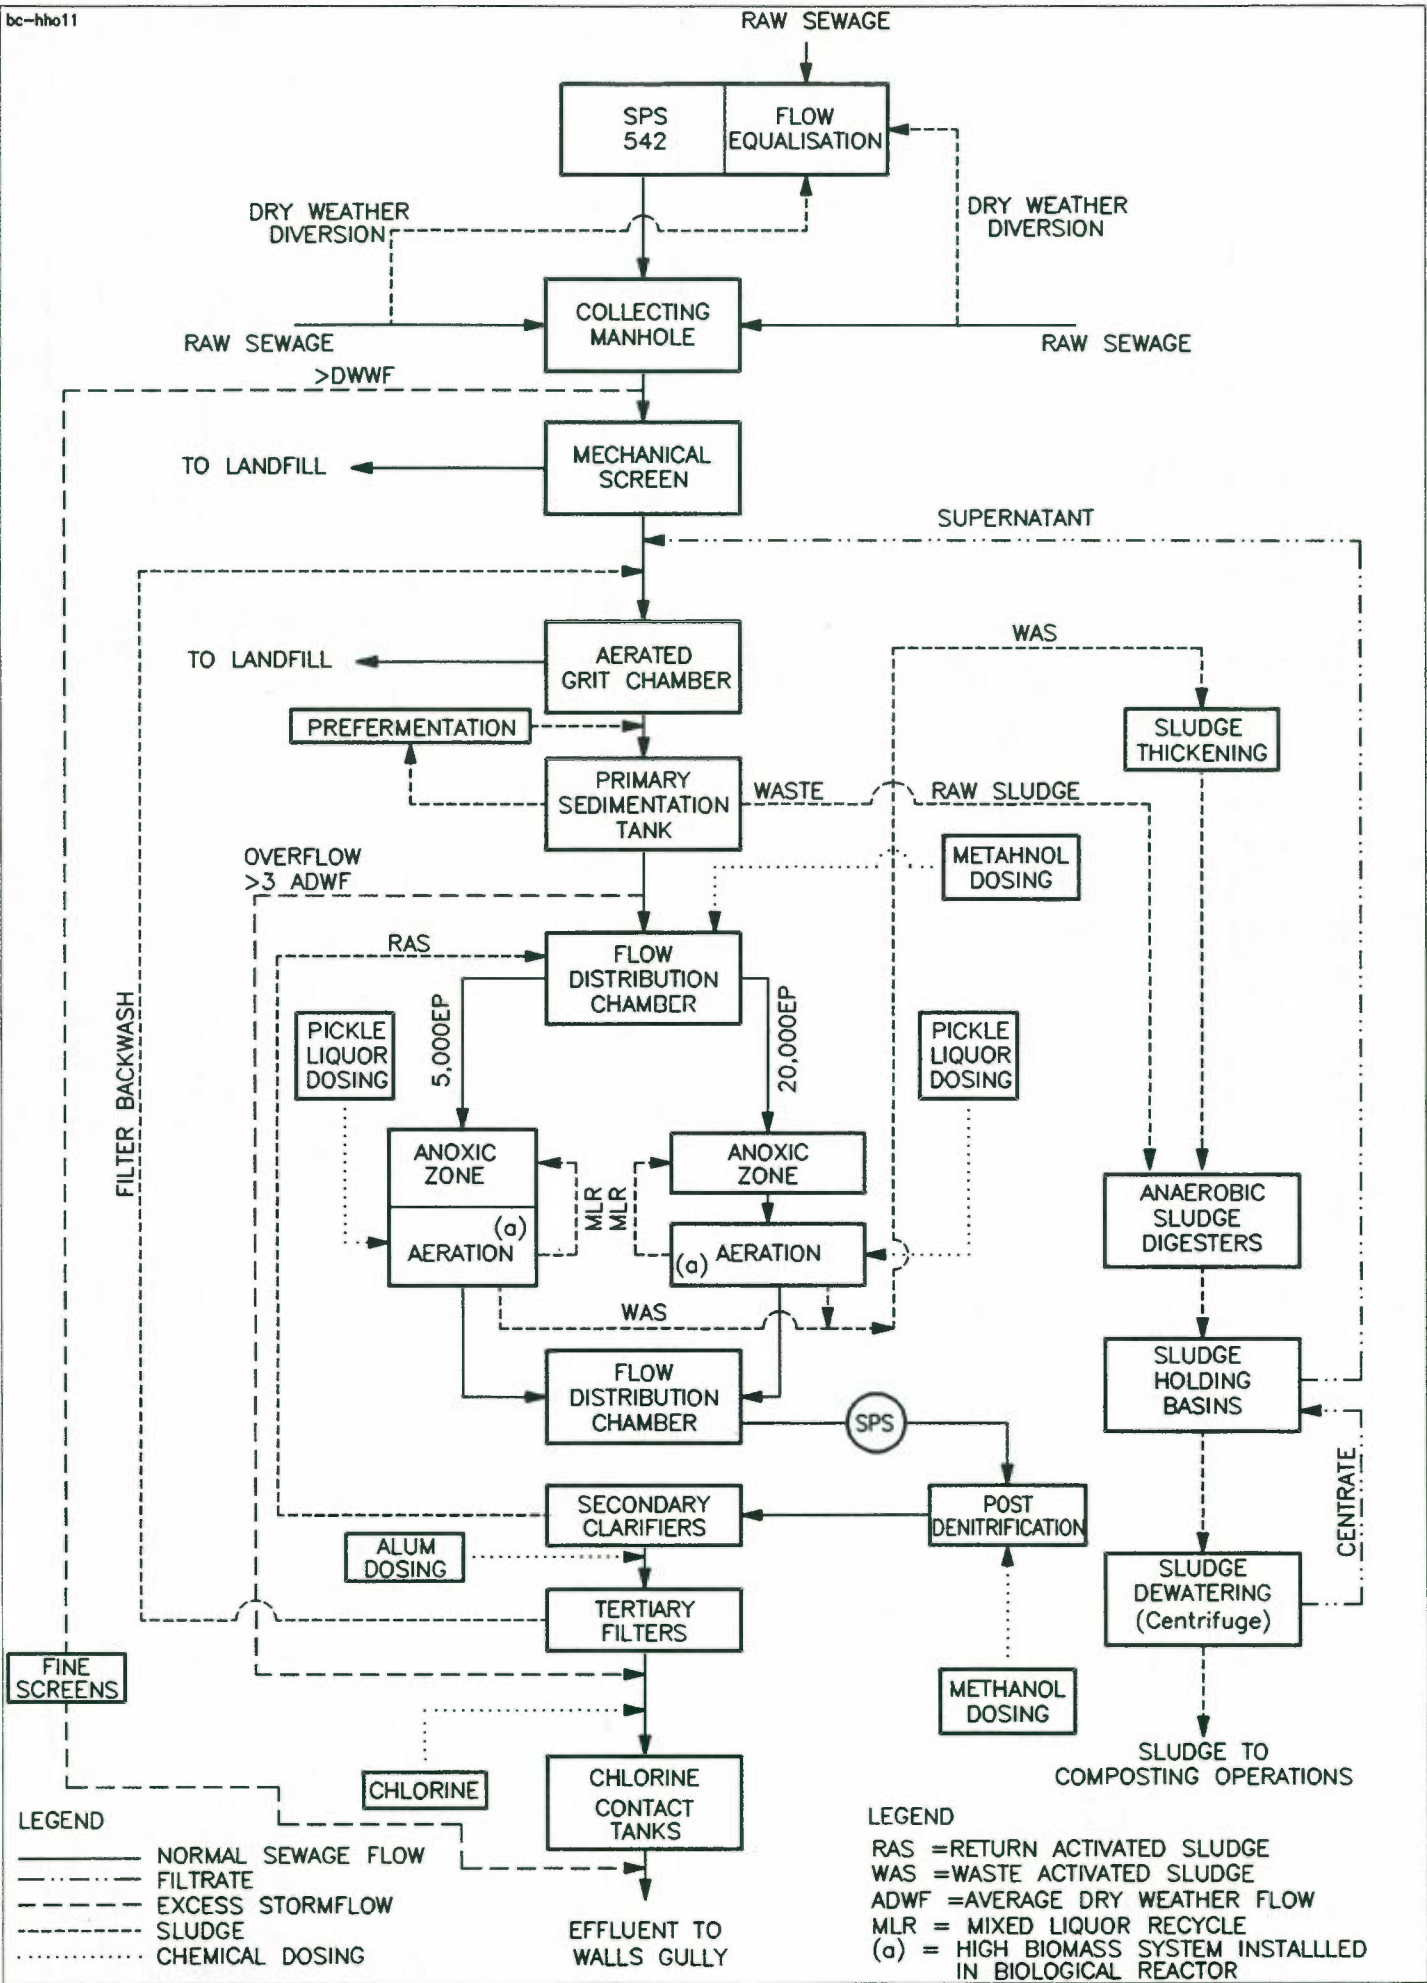 bc-hho11
RAW SEWAGE
SPS
542
FLOW
EQUALISATION
DRY WEATHER
DIVERSION
DRY WEATHER
DIVERSION
COLLECTING
MANHOLE
RAW SEWAGE
RAW SEWAGE
>DWWF
MECHANICAL
SCREEN
TO LANDFILL
SUPERNATANT
AERATED
GRIT CHAMBER
TO LANDFILL
WAS
PREFERMENTATION
SLUDGE
THICKENING
PRIMARY
SEDIMENTATION
TANK
WASTE
RAW SLUDGE
OVERFLOW
>3 ADWF
METAHNOL
DOSING
RAS
FLOW
DISTRIBUTION
CHAMBER
FILTER BACKWASH
PICKLE
LIQUOR
DOSING
5,000EP
20,000EP
PICKLE
LIQUOR
DOSING
ANOXIC
ZONE
(a)
AERATION
MLR
MLR
ANOXIC
ZONE
AERATION
(a)
ANAEROBIC
SLUDGE
DIGESTERS
WAS
FLOW
DISTRIBUTION
CHAMBER
SPS
SLUDGE
HOLDING
BASINS
CENTRATE
SECONDARY
CLARIFIERS
POST
DENITRIFICATION
ALUM
DOSING
SLUDGE
DEWATERING
(Centrifuge)
TERTIARY
FILTERS
FINE
SCREENS
METHANOL
DOSING
SLUDGE TO
COMPOSTING OPERATIONS
CHLORINE
CHLORINE
CONTACT
TANKS
EFFLUENT TO
WALLS GULLY
LEGEND
NORMAL SEWAGE FLOW
FILTRATE
EXCESS STORMFLOW
SLUDGE
CHEMICAL DOSING
LEGEND
RAS =RETURN ACTIVATED SLUDGE
WAS =WASTE ACTIVATED SLUDGE
ADWF =AVERAGE DRY WEATHER FLOW
MLR = MIXED LIQUOR RECYCLE
(a) = HIGH BIOMASS SYSTEM INSTALLLED
IN BIOLOGICAL REACTOR